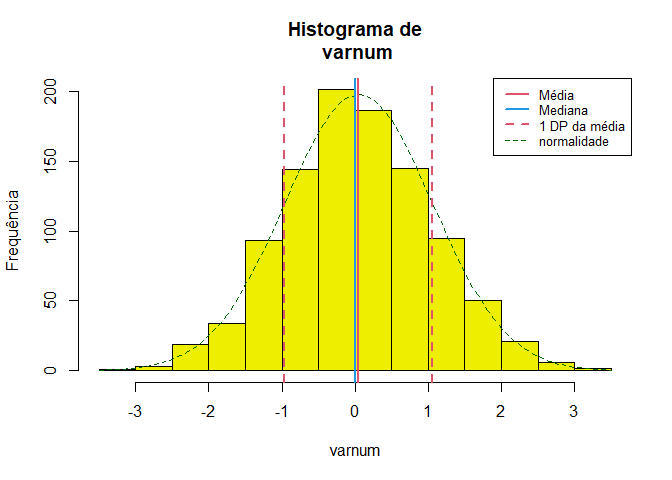 Histograma de
varnum
Média
Mediana
1 DP da média
normalidade
Frequência
200
150
100
50
0
-3 -2 -1 0 1 2 3
varnum